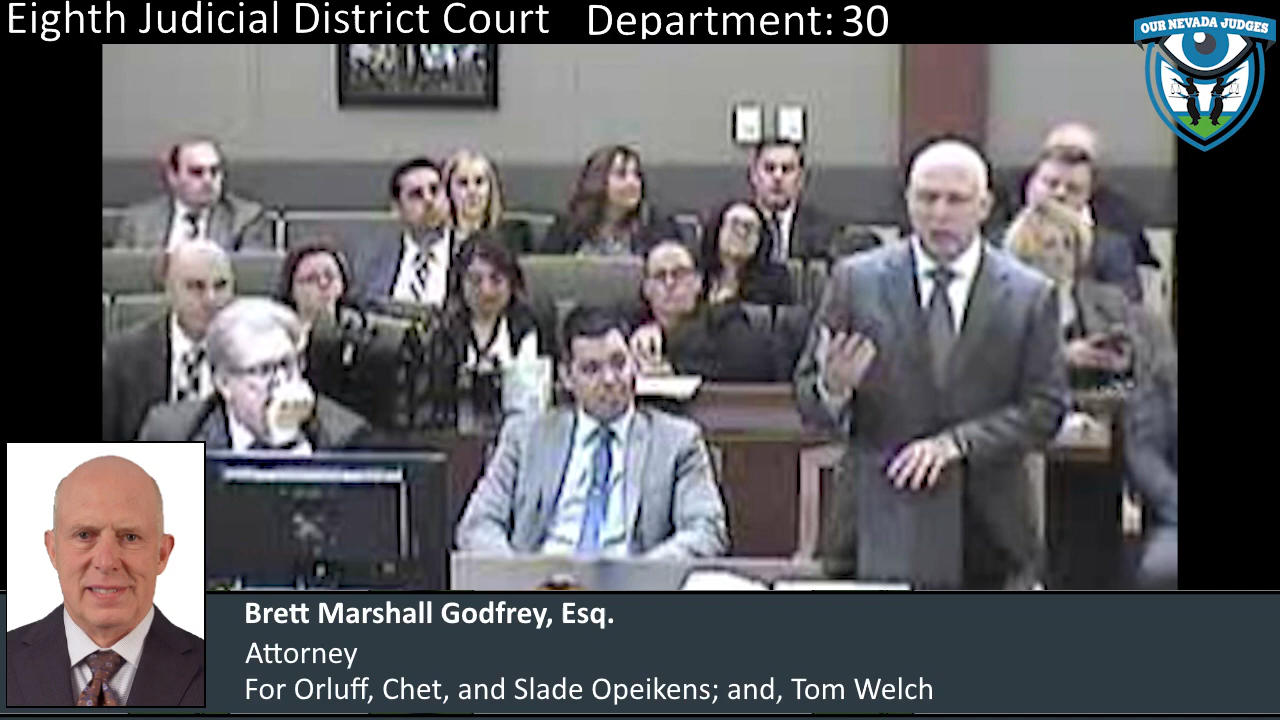 Eighth Judicial District Court Department: 30
OUR NEVADA JUDGES
Brett Marshall Godfrey, Esq.
Attorney
For Orluff, Chet, and Slade Opeikens; and, Tom Welch